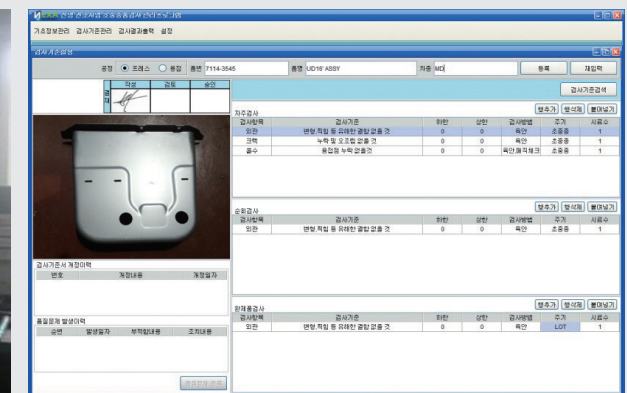 기초정보관리 검사기준관리 검사결과출력 설정
검사기준설정
공정 프레스 용접 품번 7114-3545 품명 UD16' ASSY 차종 MD 등록 재입력
결재 작성 검토 승인
검사기준검색
자주검사 행추가 행삭제 붙여넣기
검사항목 검사기준 하한 상한 검사방법 주기 시료수
외관 변형,찍힘 등 유해한 결함 없을 것 0 0 육안 초중종 1
크랙 누락 및 오조립 없을 것 0 0 육안 초중종 1
홀수 용접점 누락 없을것 0 0 육안,매직체크 초중종 1
순회검사 행추가 행삭제 붙여넣기
검사항목 검사기준 하한 상한 검사방법 주기 시료수
외관 변형,찍힘 등 유해한 결함 없을 것 0 0 육안 초중종 1
검사기준서 개정이력
번호 개정내용 개정일자
완제품검사 행추가 행삭제 붙여넣기
검사항목 검사기준 하한 상한 검사방법 주기 시료수
외관 변형,찍힘 등 유해한 결함 없을 것 0 0 육안 LOT 1
품질문제 발생이력
순번 발생일자 부적합내용 조치내용